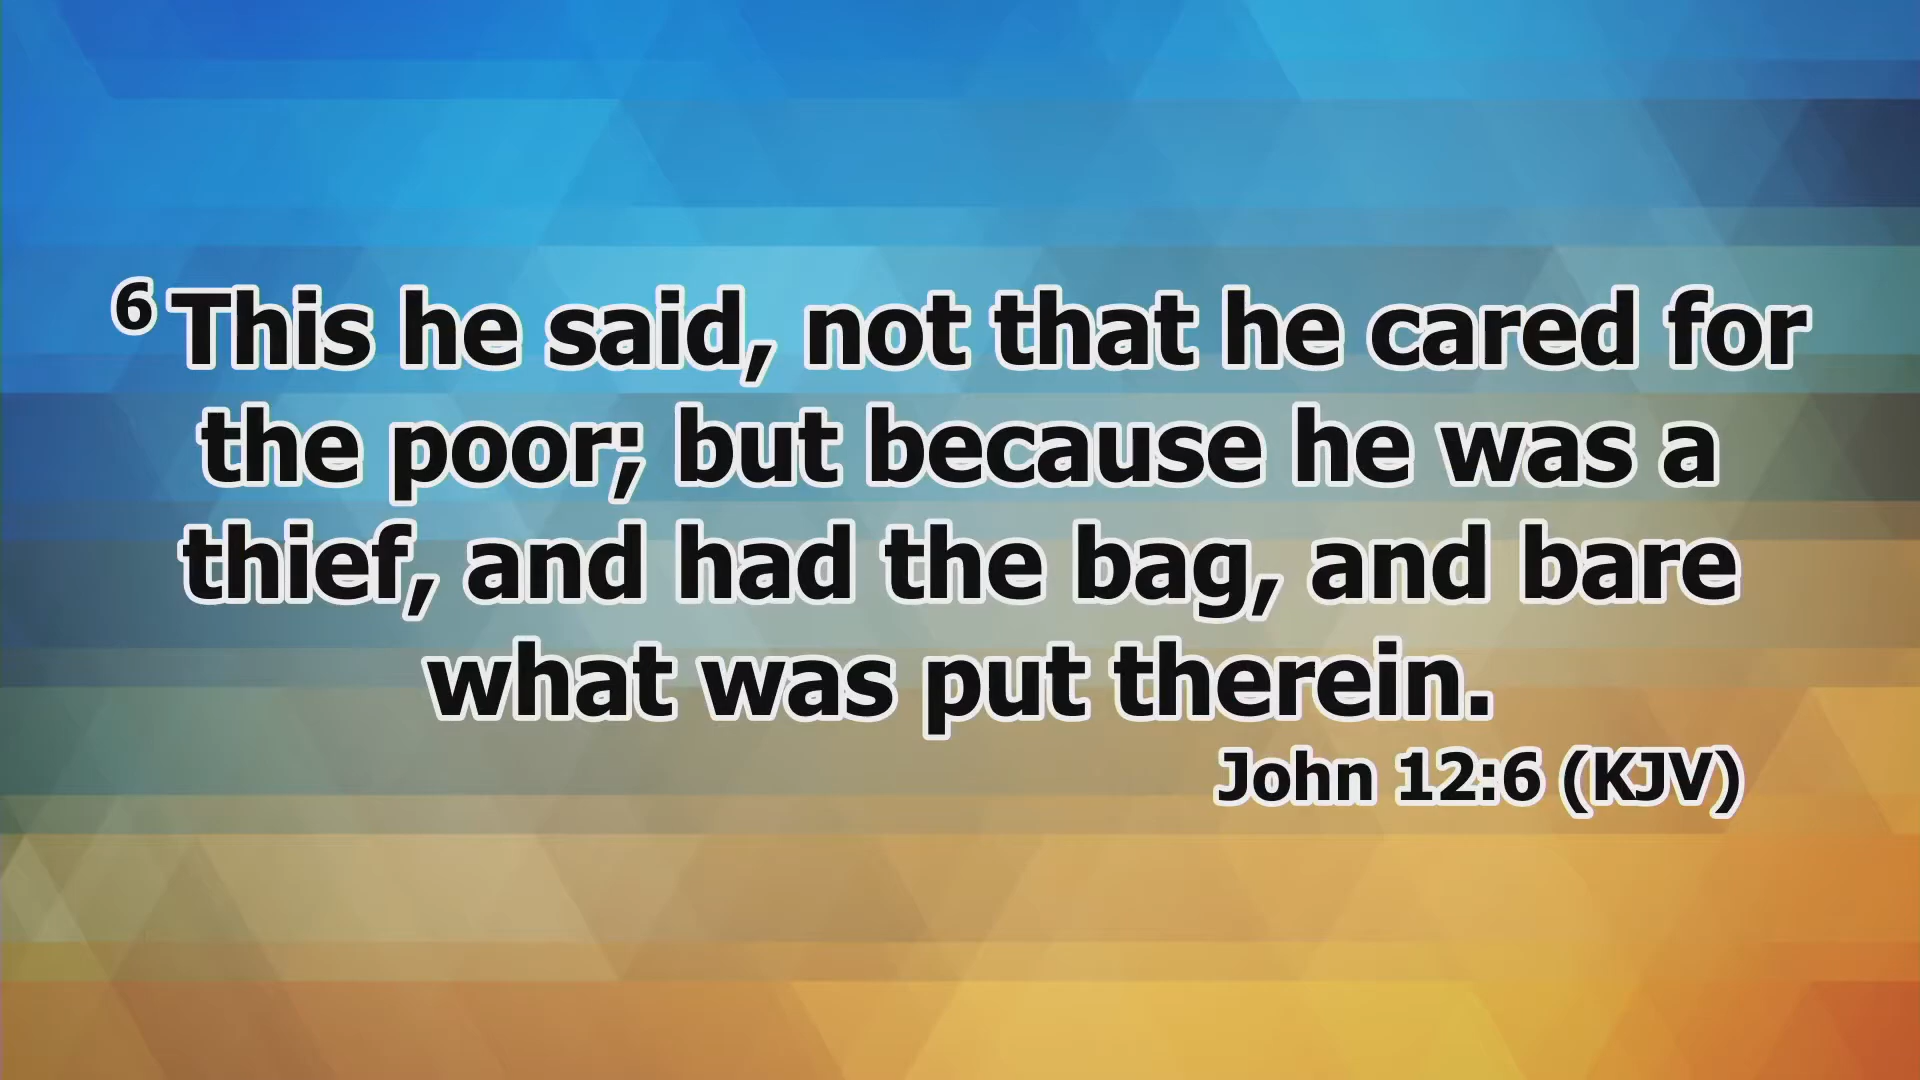 6 This he said, not that he cared for
the poor; but because he was a
thief, and had the bag, and bare
what was put therein.
John 12:6 (KJV)